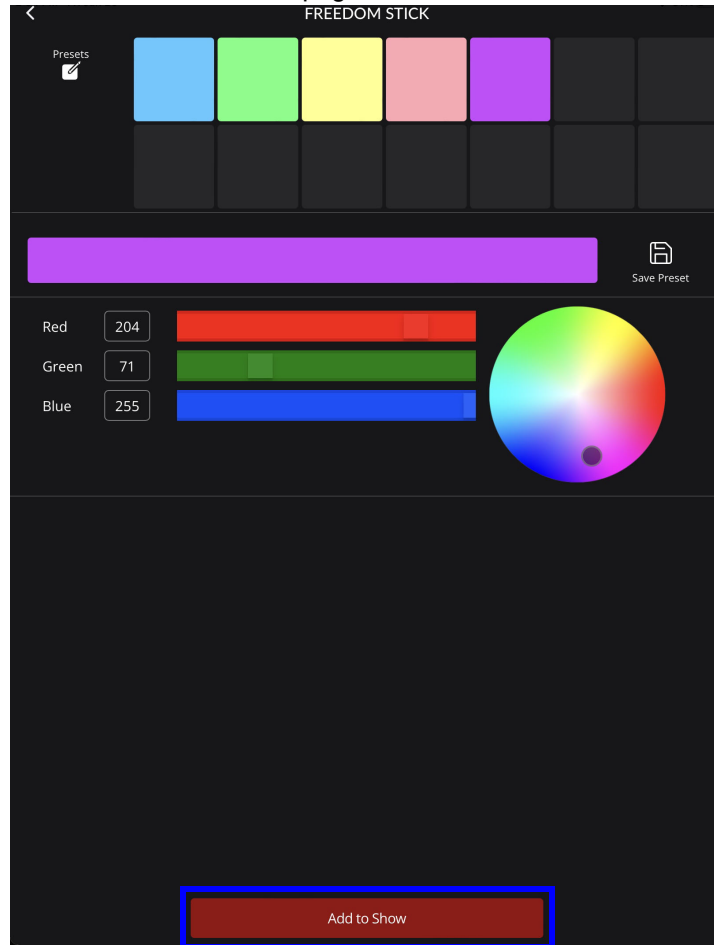 FREEDOM STICK
Presets
Save Preset
Red 204
Green 71
Blue 255
Add to Show